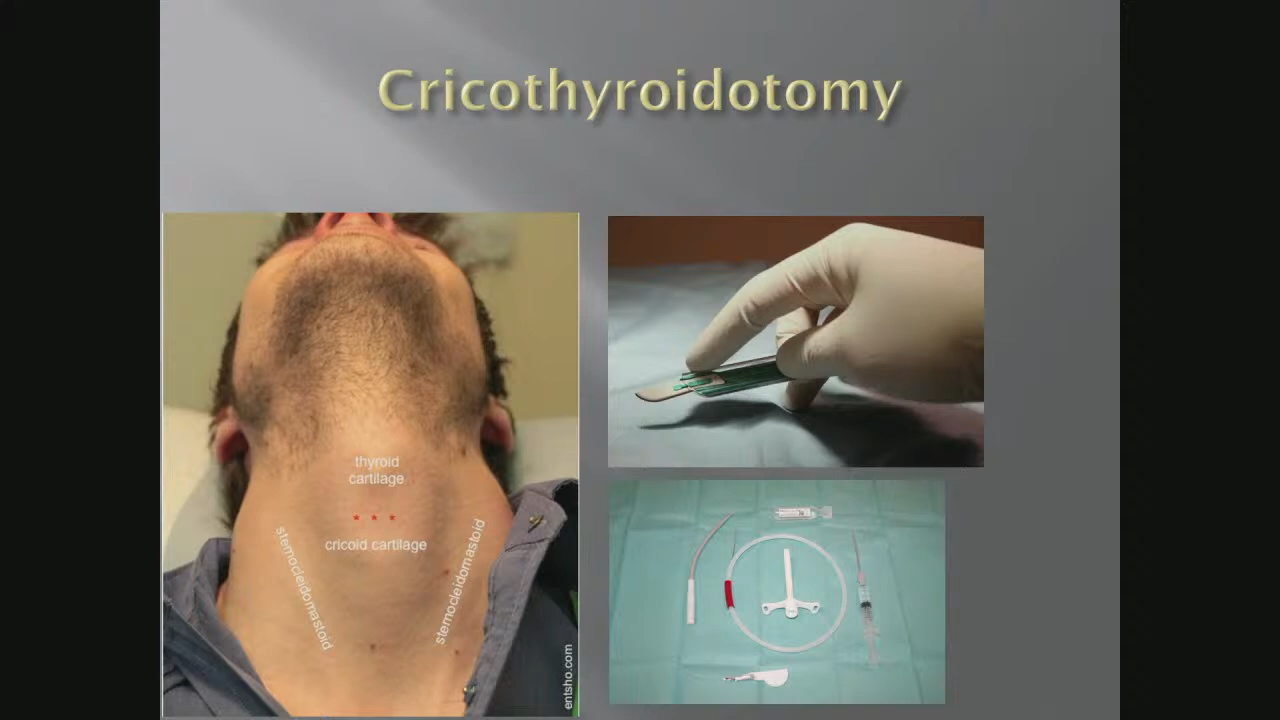 Cricothyroidotomy
thyroid
cartilage
* * *
cricoid cartilage
sternocleidomastoid
sternocleidomastoid
entsho.com